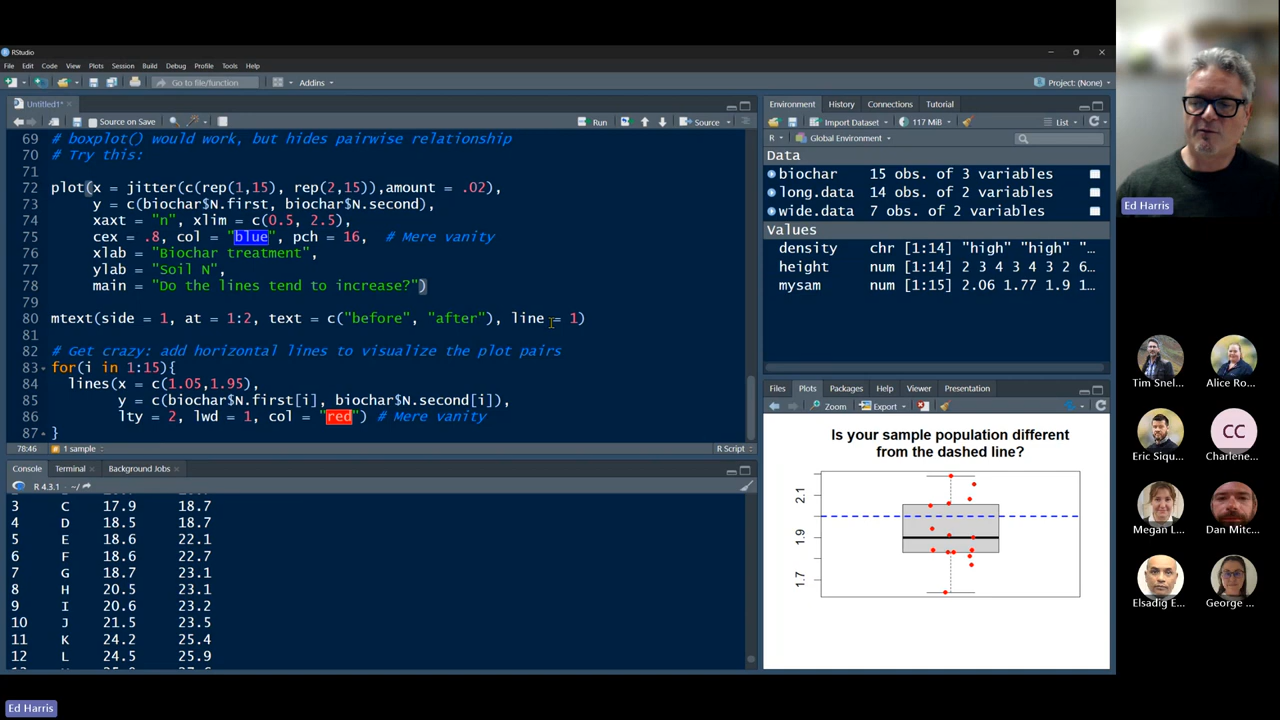 RStudio
File Edit Code View Plots Session Build Debug Profile Tools Help
Go to file/function Addins Project: (None)
Untitled1*
Source on Save Run Source
69 # boxplot() would work, but hides pairwise relationship
70 # Try this:
71
72 plot(x = jitter(c(rep(1,15), rep(2,15)),amount = .02),
73 y = c(biochar$N.first, biochar$N.second),
74 xaxt = "n", xlim = c(0.5, 2.5),
75 cex = .8, col = "blue", pch = 16, # Mere vanity
76 xlab = "Biochar treatment",
77 ylab = "Soil N",
78 main = "Do the lines tend to increase?")
79
80 mtext(side = 1, at = 1:2, text = c("before", "after"), line = 1)
81
82 # Get crazy: add horizontal lines to visualize the plot pairs
83 for(i in 1:15){
84 lines(x = c(1.05,1.95),
85 y = c(biochar$N.first[i], biochar$N.second[i]),
86 lty = 2, lwd = 1, col = "red") # Mere vanity
87 }
78:46 1 sample R Script
Console Terminal Background Jobs
R 4.3.1 · ~/
3 C 17.9 18.7
4 D 18.5 18.7
5 E 18.6 22.1
6 F 18.6 22.7
7 G 18.7 23.1
8 H 20.5 23.1
9 I 20.6 23.2
10 J 21.5 23.5
11 K 24.2 25.4
12 L 24.5 25.9
Environment History Connections Tutorial
Import Dataset 117 MiB List
R Global Environment
Data
biochar 15 obs. of 3 variables
long.data 14 obs. of 2 variables
wide.data 7 obs. of 2 variables
Values
density chr [1:14] "high" "high" "…
height num [1:14] 2 3 4 3 4 3 2 6…
mysam num [1:15] 2.06 1.77 1.9 1…
Files Plots Packages Help Viewer Presentation
Zoom Export
Is your sample population different
from the dashed line?
2.1
1.9
1.7
Ed Harris
Tim Snel... Alice Ro...
Eric Siqu... CC Charlene...
Megan L... Dan Mitc...
Elsadig E... George ...
Ed Harris